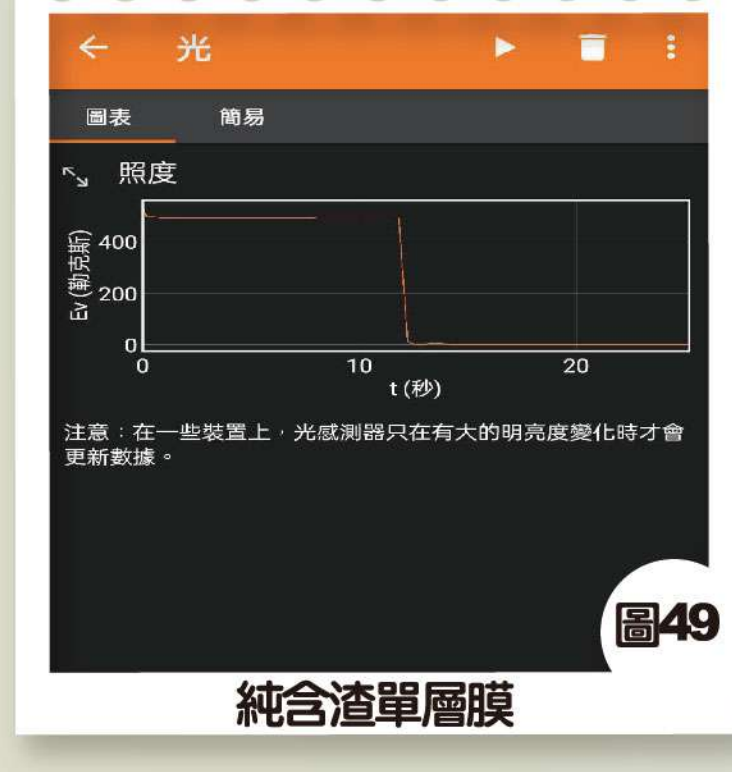 光
圖表 簡易
照度
Ev (勒克斯)
400
200
0
0 10 20
t (秒)
注意：在一些裝置上，光感測器只在有大的明亮度變化時才會
更新數據。
圖49
純含渣單層膜